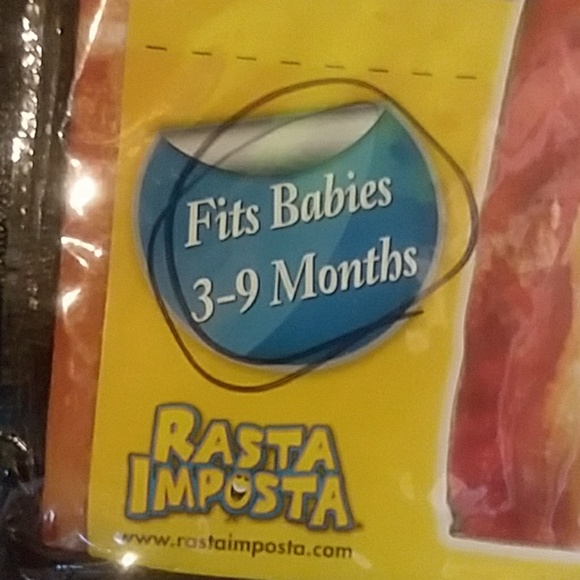 Fits Babies
3-9 Months
RASTA
IMPOSTA
www.rastaimposta.com